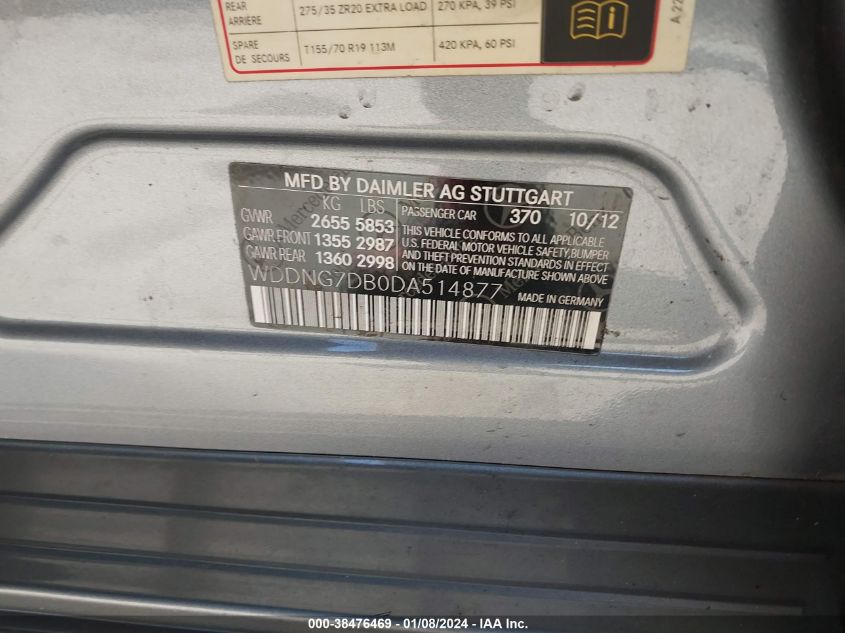 REAR
ARRIÈRE
275/35 ZR20 EXTRA LOAD
270 KPA, 39 PSI
SPARE
DE SECOURS
T155/70 R19 113M
420 KPA, 60 PSI
A 22
MFD BY DAIMLER AG STUTTGART
KG LBS
GVWR 2655 5853
GAWR FRONT 1355 2987
GAWR REAR 1360 2998
PASSENGER CAR 370 10/12
THIS VEHICLE CONFORMS TO ALL APPLICABLE
U.S. FEDERAL MOTOR VEHICLE SAFETY, BUMPER
AND THEFT PREVENTION STANDARDS IN EFFECT
ON THE DATE OF MANUFACTURE SHOWN ABOVE
WDDNG7DB0DA514877
MADE IN GERMANY
000-38476469 - 01/08/2024 - IAA Inc.